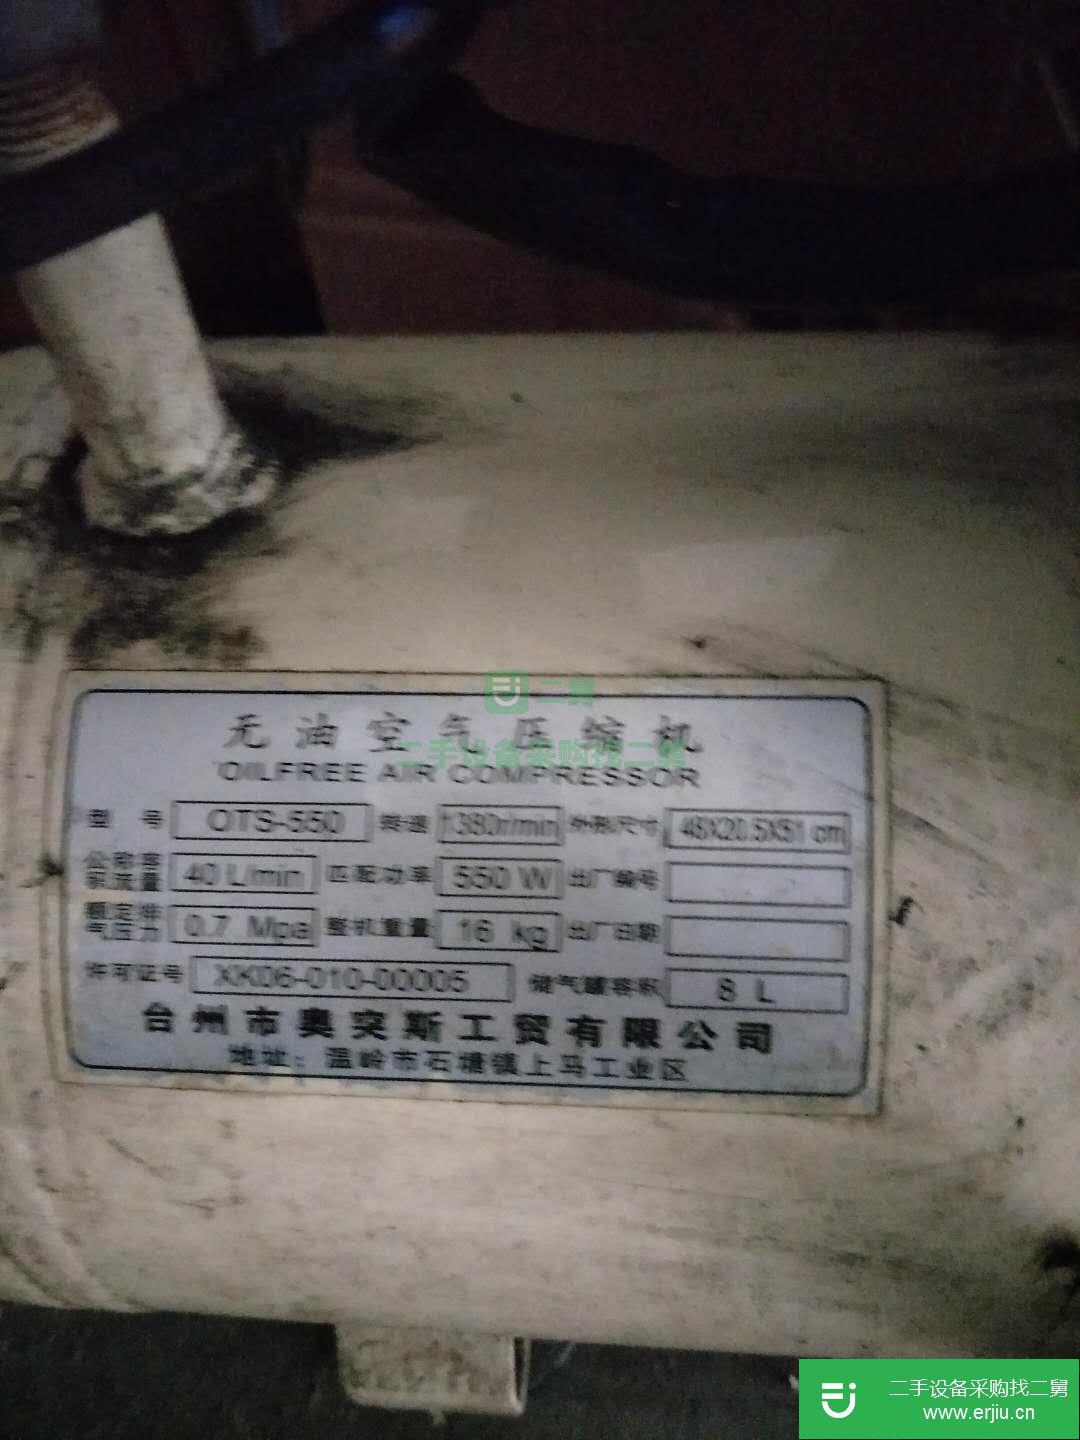 二舅
无油空气压缩机
二手设备采购找二舅
OILFREE AIR COMPRESSOR
型号 OTS-550 转速 1380r/min 外形尺寸 46X20.5X51 cm
公称容积流量 40 L/min 匹配功率 550 W 出厂编号
额定排气压力 0.7 Mpa 整机重量 16 kg 出厂日期
许可证号 XK06-010-00005 储气罐容积 8 L
台州市奥突斯工贸有限公司
地址：温岭市石塘镇上马工业区
二手设备采购找二舅
www.erjiu.cn